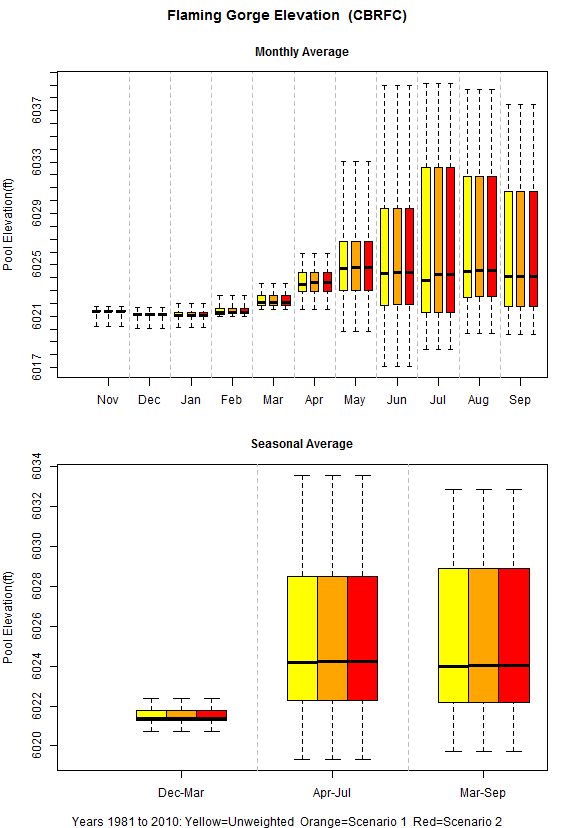 Flaming Gorge Elevation (CBRFC)
Monthly Average
Pool Elevation(ft)
6037
6033
6029
6025
6021
6017
Nov Dec Jan Feb Mar Apr May Jun Jul Aug Sep
Seasonal Average
Pool Elevation(ft)
6034
6032
6030
6028
6026
6024
6022
6020
Dec-Mar Apr-Jul Mar-Sep
Years 1981 to 2010: Yellow=Unweighted Orange=Scenario 1 Red=Scenario 2